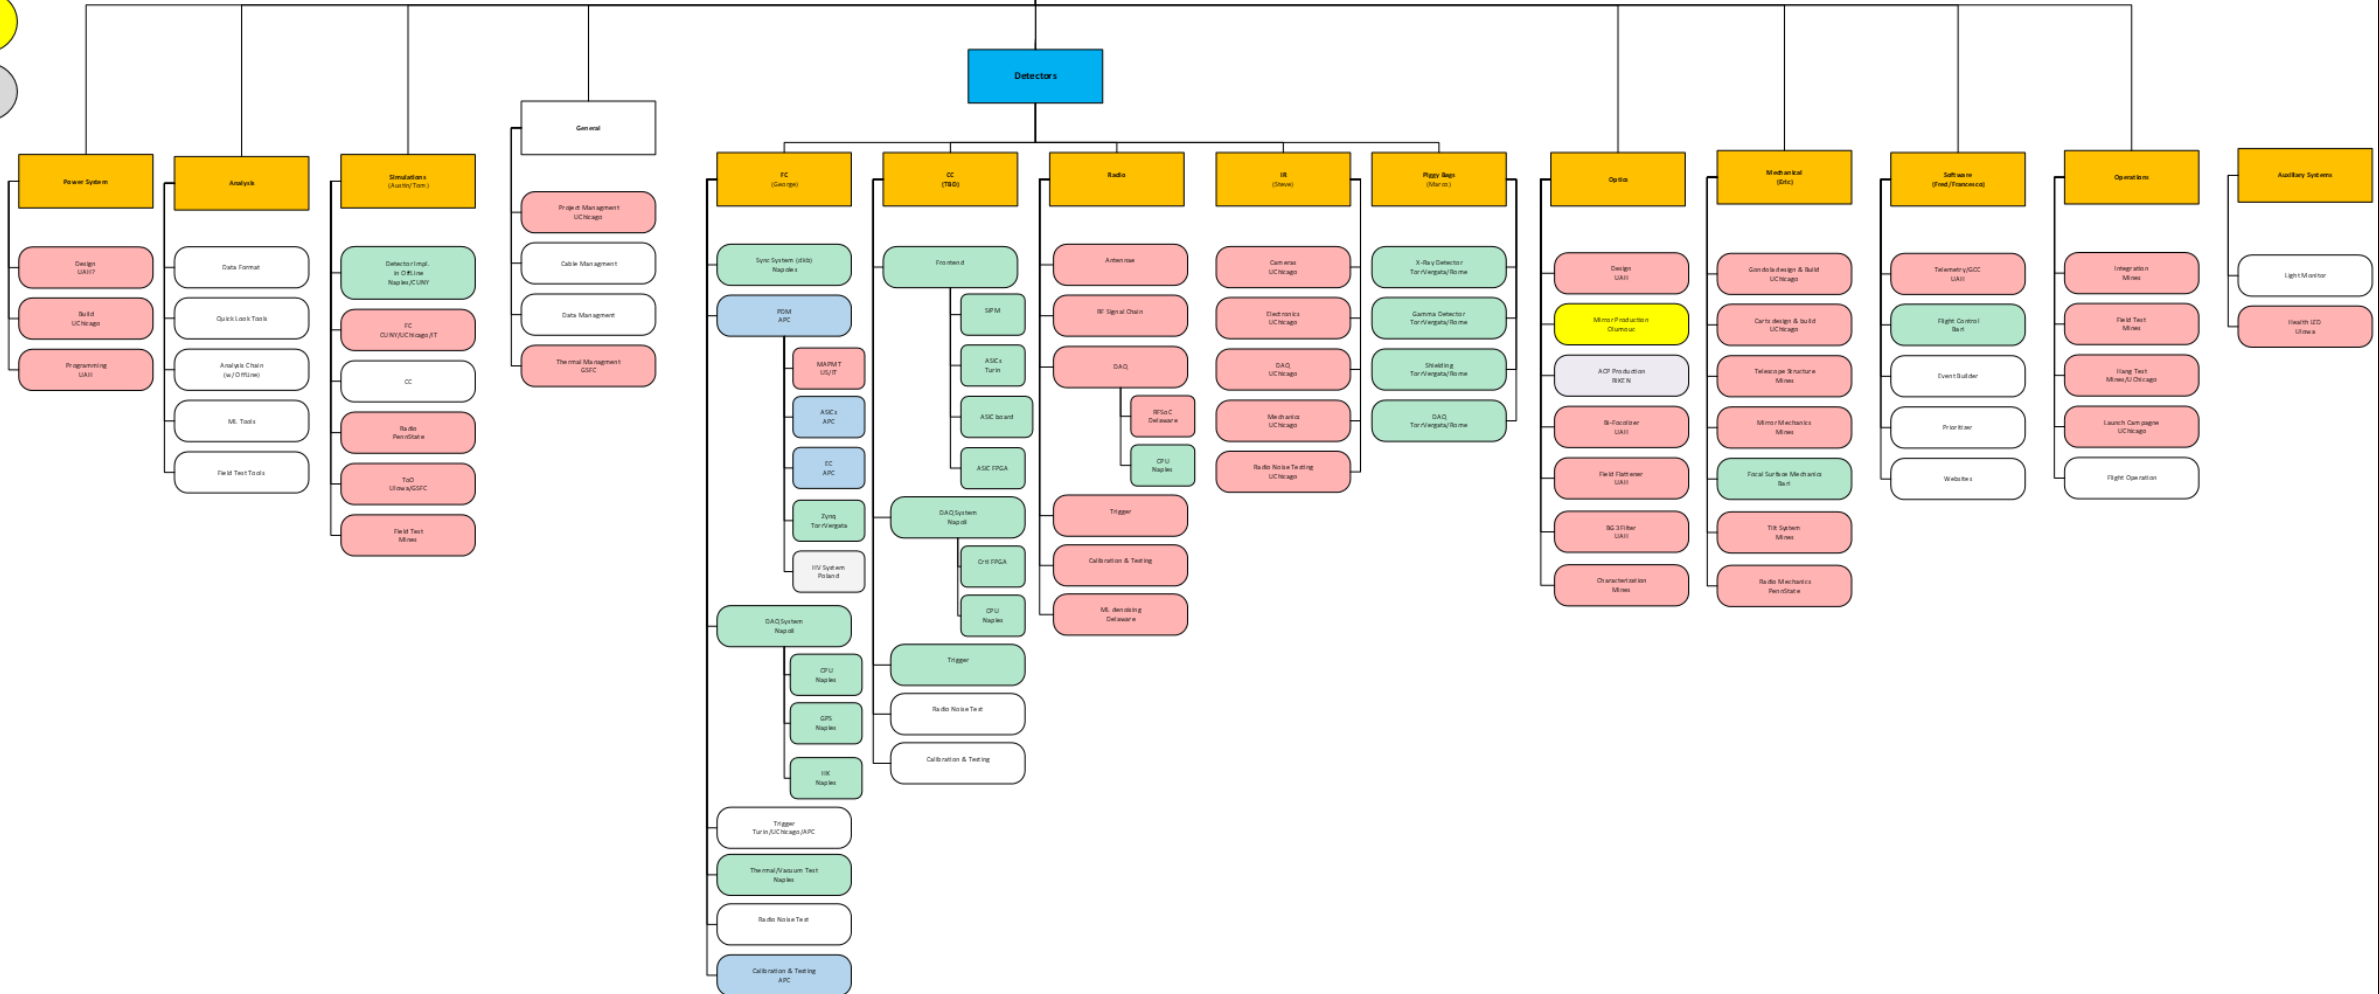 Detectors
General
Project Managment
UChicago
Cable Managment
Data Managment
Thermal Managment
GSFC
Power System
Design
UAH?
Build
UChicago
Programming
UAH
Analysis
Data Format
Quick Look Tools
Analysis Chain
(w/ OffLine)
ML Tools
Field Test Tools
Simulations
(Austin/Tom)
Detector Impl.
in OffLine
Naples/CUNY
FC
CUNY/UChicago/IT
CC
Radio
PennState
ToO
UIowa/GSFC
Field Test
Mines
FC
(George)
Sync System (clkb)
Naples
PDM
APC
MAPMT
US/IT
ASICs
APC
EC
APC
Zynq
TorrVergata
HV System
Poland
DAQ System
Napoli
CPU
Naples
GPS
Naples
HK
Naples
Trigger
Turin/UChicago/APC
Thermal/Vacuum Test
Naples
Radio Noise Test
Calibration & Testing
APC
CC
(TBD)
Frontend
SiPM
ASICs
Turin
ASIC board
ASIC FPGA
DAQ System
Napoli
Crtl FPGA
CPU
Naples
Trigger
Radio Noise Test
Calibration & Testing
Radio
Antennae
RF Signal Chain
DAQ
RFSoC
Delaware
CPU
Naples
Trigger
Calibration & Testing
ML denoising
Delaware
IR
(Steve)
Cameras
UChicago
Electronics
UChicago
DAQ
UChicago
Mechanics
UChicago
Radio Noise Testing
UChicago
Piggy Bags
(Marco)
X-Ray Detector
TorrVergata/Rome
Gamma Detector
TorrVergata/Rome
Shielding
TorrVergata/Rome
DAQ
TorrVergata/Rome
Optics
Design
UAH
Mirror Production
Olumouc
ACP Production
RIKEN
Bi-Focalizer
UAH
Field Flattener
UAH
BG3 Filter
UAH
Characterization
Mines
Mechanical
(Eric)
Gondola design & Build
UChicago
Carts design & build
UChicago
Telescope Structure
Mines
Mirror Mechanics
Mines
Focal Surface Mechanics
Bari
Tilt System
Mines
Radio Mechanics
PennState
Software
(Fred/Francesco)
Telemetry/GCC
UAH
Flight Control
Bari
Event Builder
Prioritizer
Websites
Operations
Integration
Mines
Field Test
Mines
Hang Test
Mines/UChicago
Launch Campagne
UChicago
Flight Operation
Auxiliary Systems
Light Monitor
Health LED
UIowa